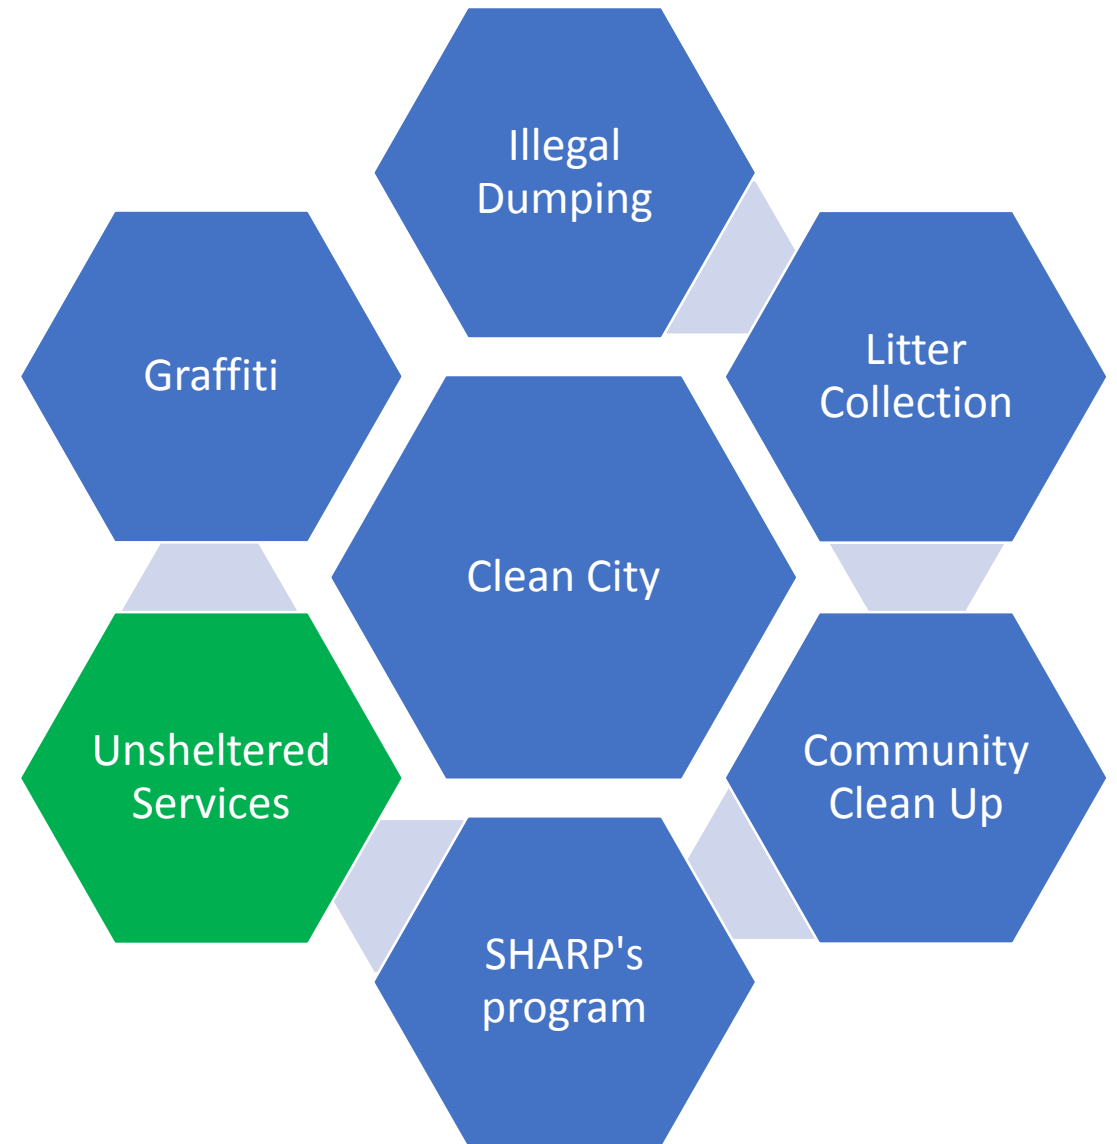 Illegal
Dumping
Graffiti
Litter
Collection
Clean City
Unsheltered
Services
Community
Clean Up
SHARP's
program